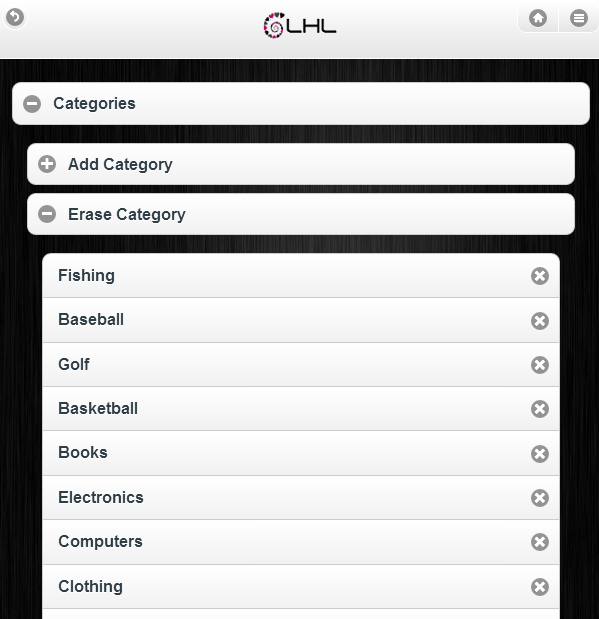 LHL
Categories
Add Category
Erase Category
Fishing
Baseball
Golf
Basketball
Books
Electronics
Computers
Clothing